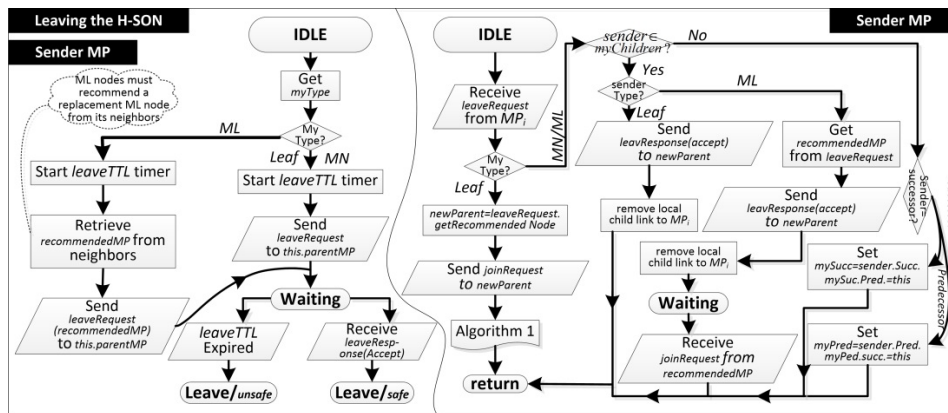 Leaving the H-SON
Sender MP
ML nodes must
recommend a
replacement ML node
from its neighbors
IDLE
Get
myType
My
Type?
ML
Leaf
MN
Start leaveTTL timer
Start leaveTTL timer
Retrieve
recommendedMP from
neighbors
Send
leaveRequest
(recommendedMP)
to this.parentMP
Send
leaveRequest
to this.parentMP
Waiting
leaveTTL
Expired
Receive
leaveResp-
onse(Accept)
Leave/unsafe
Leave/safe
Sender MP
IDLE
Receive
leaveRequest
from MPi
My
Type?
MN/ML
Leaf
newParent=leaveRequest.
getRecommended Node
Send joinRequest
to newParent
Algorithm 1
return
sender∈
myChildren?
No
Yes
sender
Type?
ML
Leaf
Send
leavResponse(accept)
to newParent
remove local
child link to MPi
Get
recommendedMP
from leaveRequest
Send
leavResponse(accept)
to newParent
remove local
child link to MPi
Waiting
Receive
joinRequest from
recommendedMP
Sender=
successor?
Predecessor
Set
mySucc=sender.Succ.
mySuc.Pred.=this
Set
myPred=sender.Pred.
myPed.succ.=this